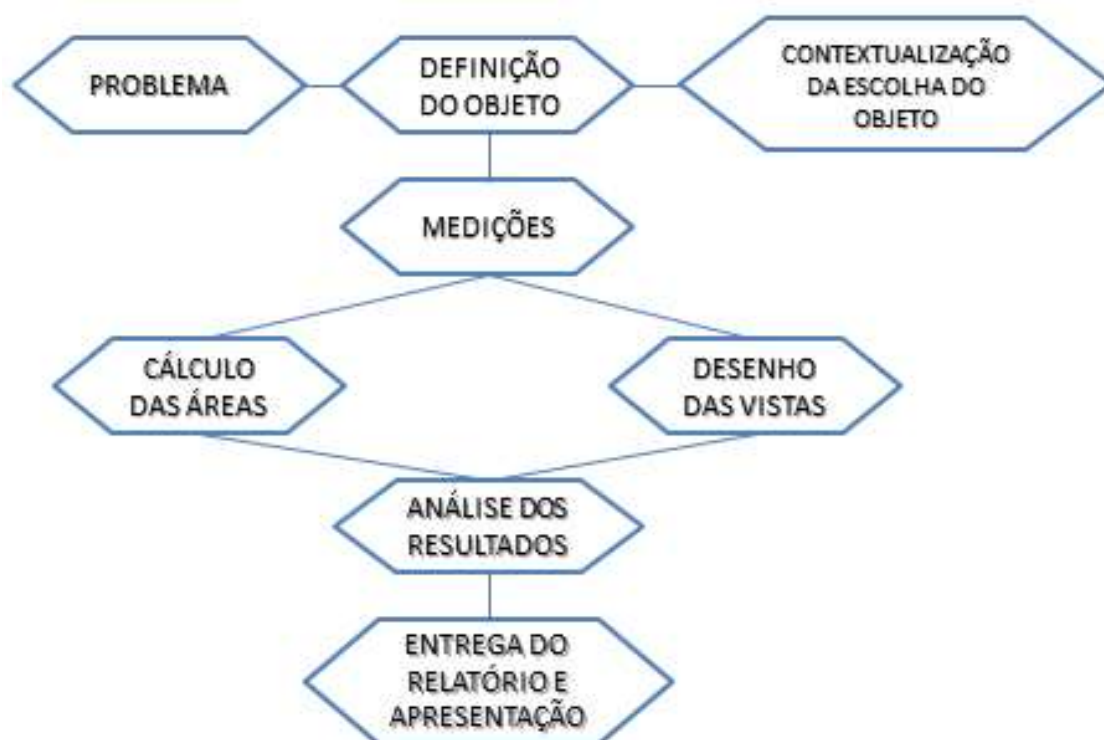 PROBLEMA
DEFINIÇÃO
DO OBJETO
CONTEXTUALIZAÇÃO
DA ESCOLHA DO
OBJETO
MEDIÇÕES
CÁLCULO
DAS ÁREAS
DESENHO
DAS VISTAS
ANÁLISE DOS
RESULTADOS
ENTREGA DO
RELATÓRIO E
APRESENTAÇÃO